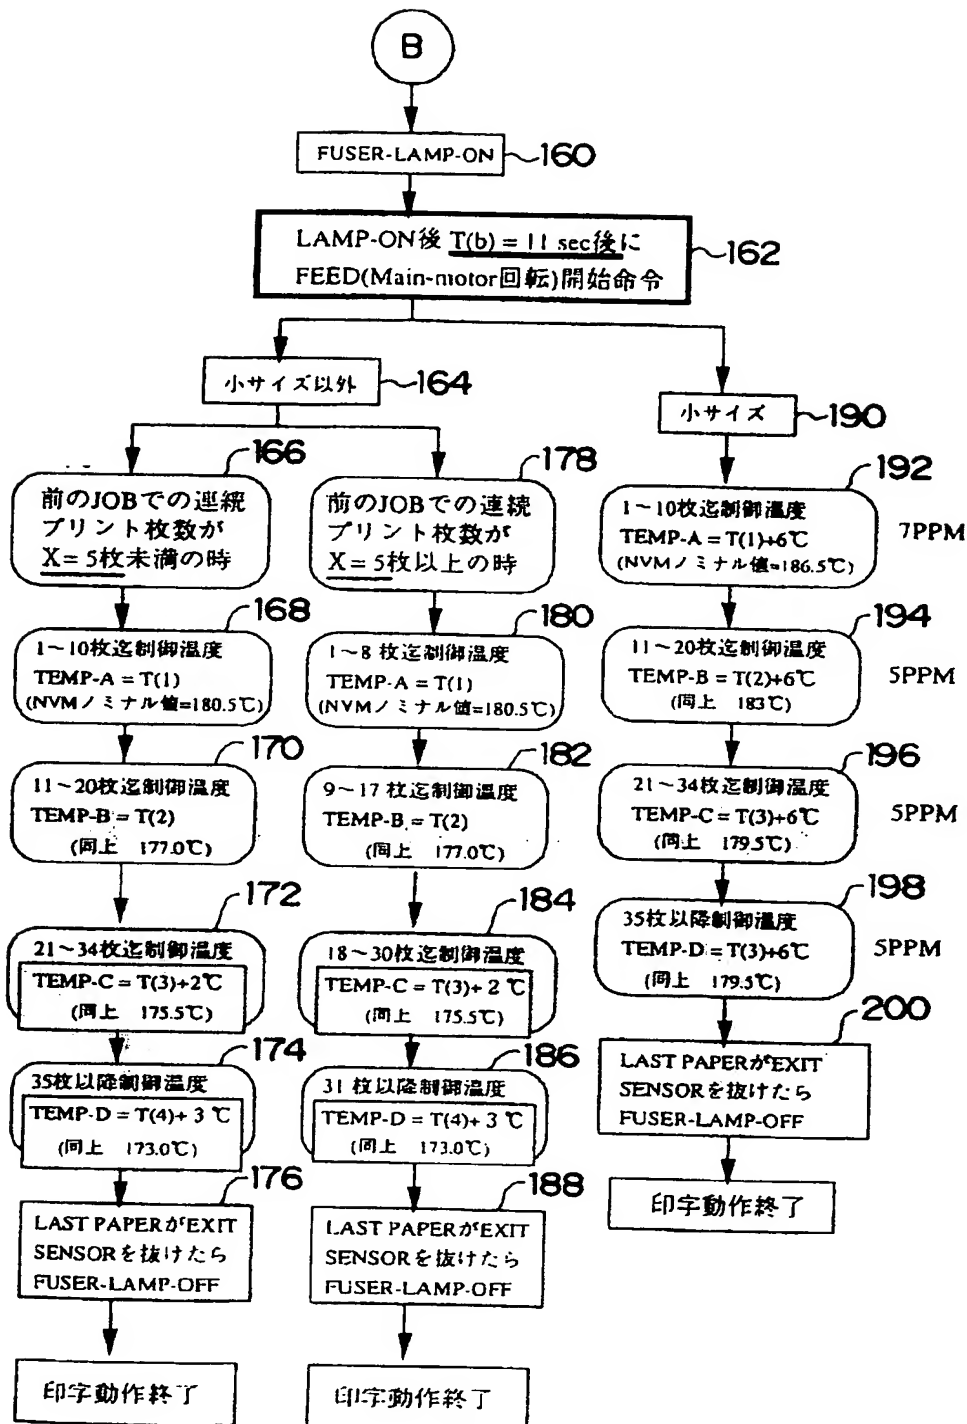 B
FUSER-LAMP-ON
160
LAMP-ON後 T(b) = 11 sec後に
FEED(Main-motor回転)開始命令
162
小サイズ以外
164
166
前のJOBでの連続
プリント枚数が
X= 5枚未満の時
168
1~10枚迄制御温度
TEMP-A = T(1)
(NVMノミナル値=180.5℃)
170
11~20枚迄制御温度
TEMP-B = T(2)
(同上 177.0℃)
172
21~34枚迄制御温度
TEMP-C = T(3)+2℃
(同上 175.5℃)
174
35枚以降制御温度
TEMP-D = T(4)+ 3 ℃
(同上 173.0℃)
176
LAST PAPERがEXIT
SENSORを抜けたら
FUSER-LAMP-OFF
印字動作終了
178
前のJOBでの連続
プリント枚数が
X= 5枚以上の時
180
1~8 枚迄制御温度
TEMP-A = T(1)
(NVMノミナル値=180.5℃)
182
9~17 枚迄制御温度
TEMP-B = T(2)
(同上 177.0℃)
184
18~30枚迄制御温度
TEMP-C = T(3)+ 2 ℃
(同上 175.5℃)
186
31 枚以降制御温度
TEMP-D = T(4)+ 3 ℃
(同上 173.0℃)
188
LAST PAPERがEXIT
SENSORを抜けたら
FUSER-LAMP-OFF
印字動作終了
小サイズ
190
192
1~10枚迄制御温度
TEMP-A = T(1)+6℃
(NVMノミナル値=186.5℃)
7PPM
194
11~20枚迄制御温度
TEMP-B = T(2)+6℃
(同上 183℃)
5PPM
196
21~34枚迄制御温度
TEMP-C = T(3)+6℃
(同上 179.5℃)
5PPM
198
35枚以降制御温度
TEMP-D = T(3)+6℃
(同上 179.5℃)
5PPM
200
LAST PAPERがEXIT
SENSORを抜けたら
FUSER-LAMP-OFF
印字動作終了